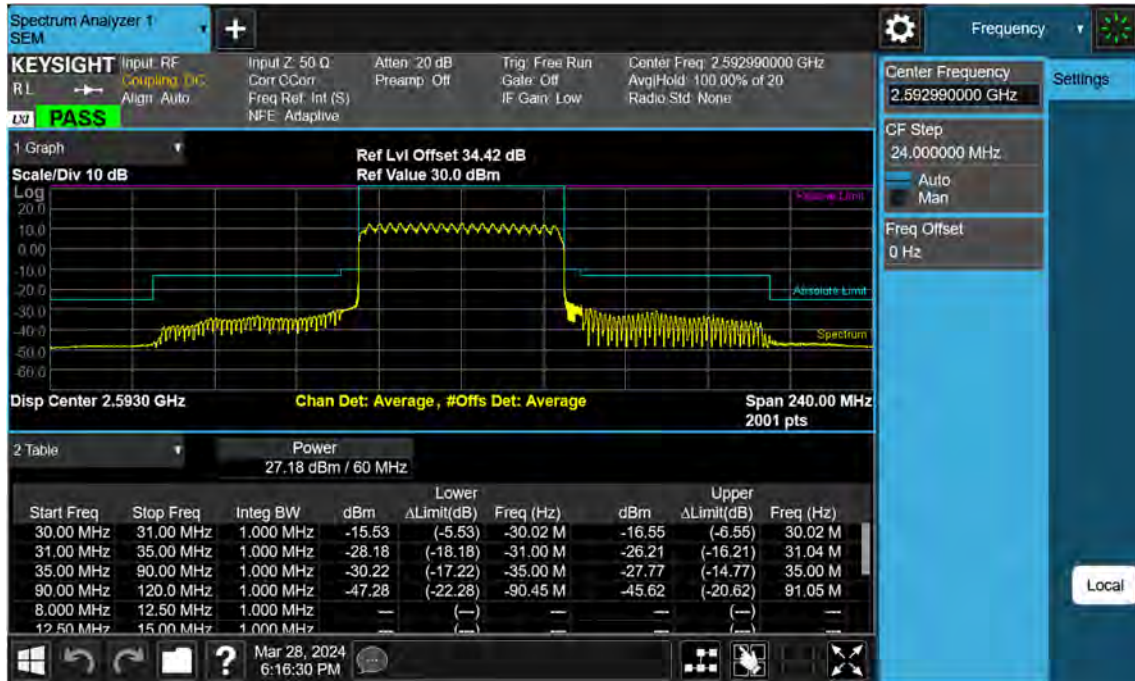 Spectrum Analyzer 1
SEM
+
Frequency
KEYSIGHT Input: RF Input Z: 50 Ω Atten: 20 dB Trig: Free Run Center Freq: 2.592990000 GHz
RL Coupling: DC Corr CCorr Preamp: Off Gate: Off Avg|Hold: 100.00% of 20
Align: Auto Freq Ref: Int (S) IF Gain: Low Radio Std: None
LXI PASS NFE: Adaptive
Center Frequency
2.592990000 GHz
Settings
CF Step
24.000000 MHz
Auto
Man
Freq Offset
0 Hz
1 Graph
Ref Lvl Offset 34.42 dB
Scale/Div 10 dB Ref Value 30.0 dBm
Log
20.0
10.0
0.00
-10.0
-20.0
-30.0
-40.0
-50.0
-60.0
Relative Limit
Absolute Limit
Spectrum
Disp Center 2.5930 GHz Chan Det: Average, #Offs Det: Average Span 240.00 MHz
2001 pts
2 Table
Power
27.18 dBm / 60 MHz
Lower Upper
Start Freq Stop Freq Integ BW dBm ΔLimit(dB) Freq (Hz) dBm ΔLimit(dB) Freq (Hz)
30.00 MHz 31.00 MHz 1.000 MHz -15.53 (-5.53) -30.02 M -16.55 (-6.55) 30.02 M
31.00 MHz 35.00 MHz 1.000 MHz -28.18 (-18.18) -31.00 M -26.21 (-16.21) 31.04 M
35.00 MHz 90.00 MHz 1.000 MHz -30.22 (-17.22) -35.00 M -27.77 (-14.77) 35.00 M
90.00 MHz 120.0 MHz 1.000 MHz -47.28 (-22.28) -90.45 M -45.62 (-20.62) 91.05 M
8.000 MHz 12.50 MHz 1.000 MHz --- (---) --- --- (---) ---
12.50 MHz 15.00 MHz 1.000 MHz --- (---) --- --- (---) ---
Local
? Mar 28, 2024
6:16:30 PM